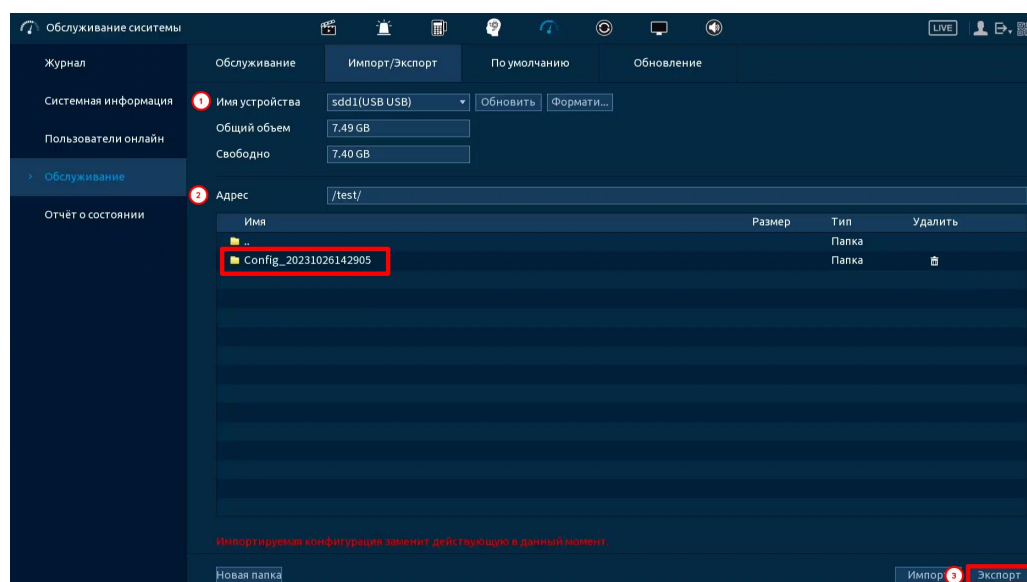 Обслуживание сиситемы LIVE
Журнал
Системная информация
Пользователи онлайн
Обслуживание
Отчёт о состоянии
Обслуживание Импорт/Экспорт По умолчанию Обновление
1 Имя устройства sdd1(USB USB) Обновить Формати...
Общий объем 7.49 GB
Свободно 7.40 GB
2 Адрес /test/
Имя Размер Тип Удалить
.. Папка
Config_20231026142905 Папка
Импортируемая конфигурация заменит действующую в данный момент.
Новая папка Импор 3 Экспорт